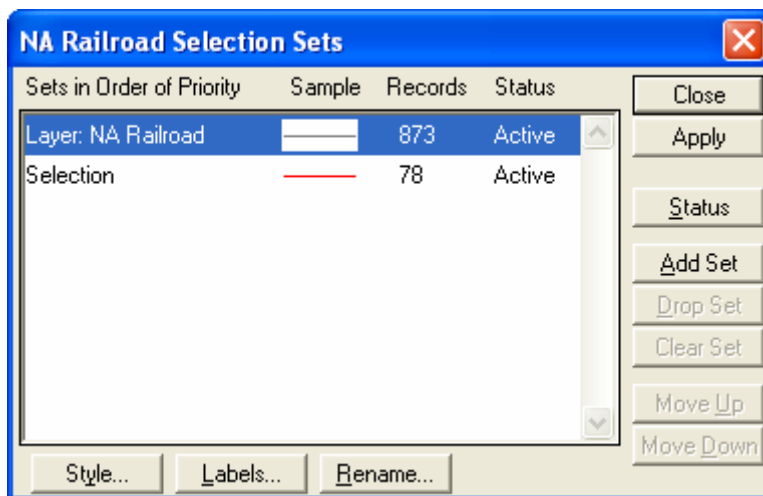 NA Railroad Selection Sets
Sets in Order of Priority Sample Records Status
Layer: NA Railroad 873 Active
Selection 78 Active
Close
Apply
Status
Add Set
Drop Set
Clear Set
Move Up
Move Down
Style... Labels... Rename...